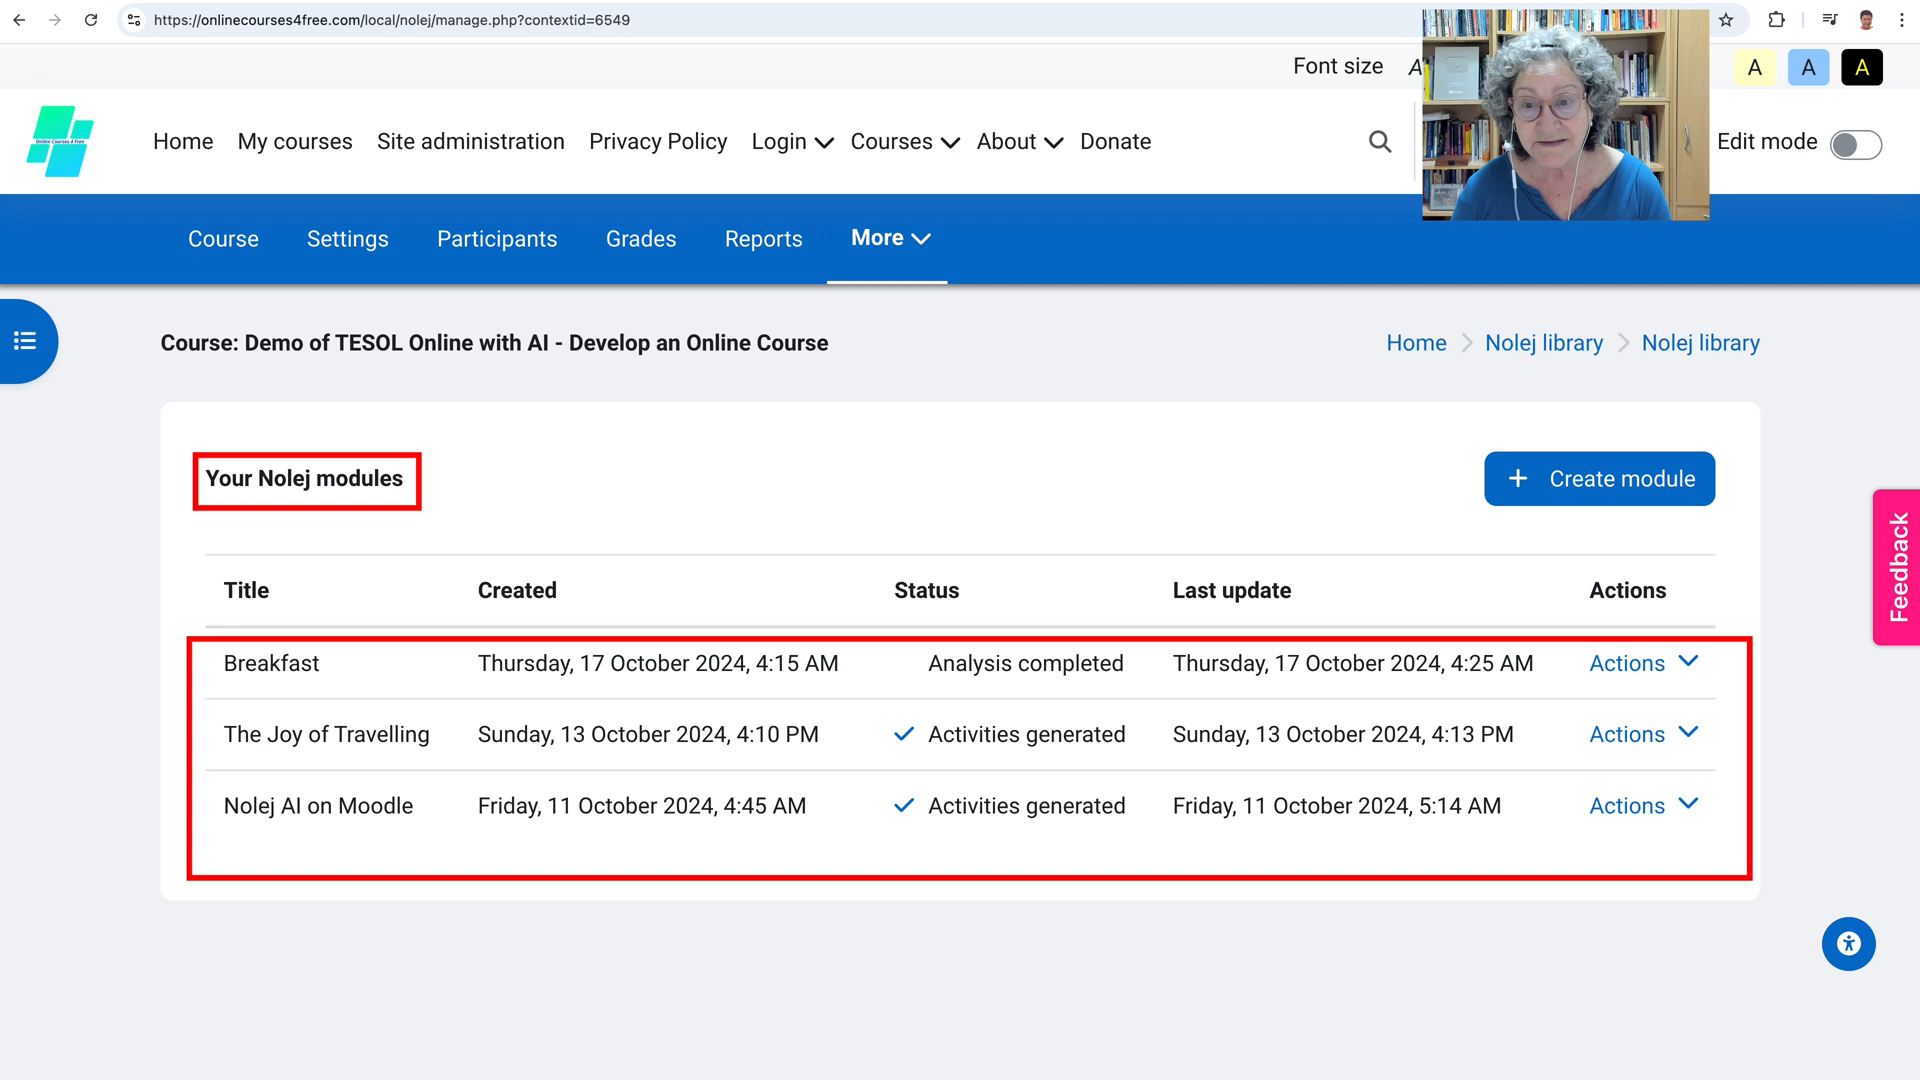 https://onlinecourses4free.com/local/nolej/manage.php?contextid=6549
Font size A A A A
Online Courses 4 Free
Home My courses Site administration Privacy Policy Login Courses About Donate Edit mode
Course Settings Participants Grades Reports More
Course: Demo of TESOL Online with AI - Develop an Online Course Home Nolej library Nolej library
Your Nolej modules + Create module
Title Created Status Last update Actions
Breakfast Thursday, 17 October 2024, 4:15 AM Analysis completed Thursday, 17 October 2024, 4:25 AM Actions
The Joy of Travelling Sunday, 13 October 2024, 4:10 PM Activities generated Sunday, 13 October 2024, 4:13 PM Actions
Nolej AI on Moodle Friday, 11 October 2024, 4:45 AM Activities generated Friday, 11 October 2024, 5:14 AM Actions
Feedback